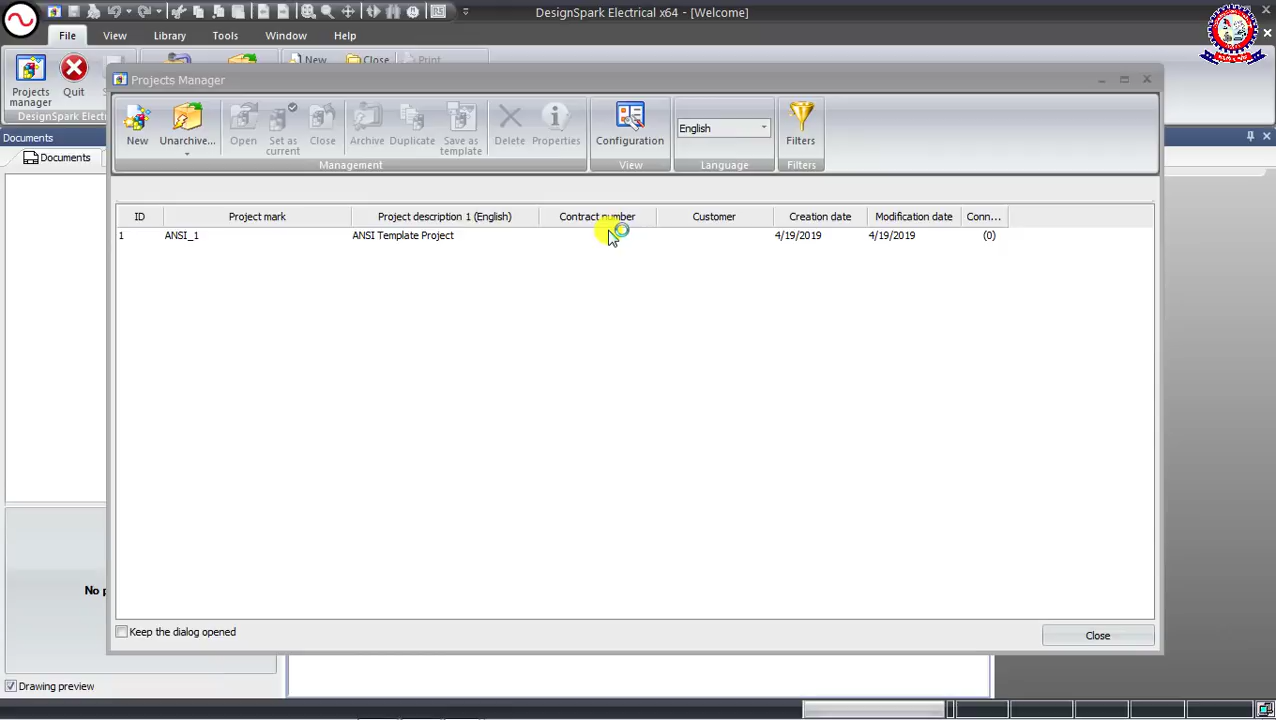 DesignSpark Electrical x64 - [Welcome]
File View Library Tools Window Help
Projects manager
Quit
New Close Print
DesignSpark Elect
Projects Manager
New Unarchive... Open Set as current Close Archive Duplicate Save as template Delete Properties Configuration English Filters
Management View Language Filters
Documents
Documents
ID Project mark Project description 1 (English) Contract number Customer Creation date Modification date Conn...
1 ANSI_1 ANSI Template Project 4/19/2019 4/19/2019 (0)
No p
Keep the dialog opened
Close
Drawing preview